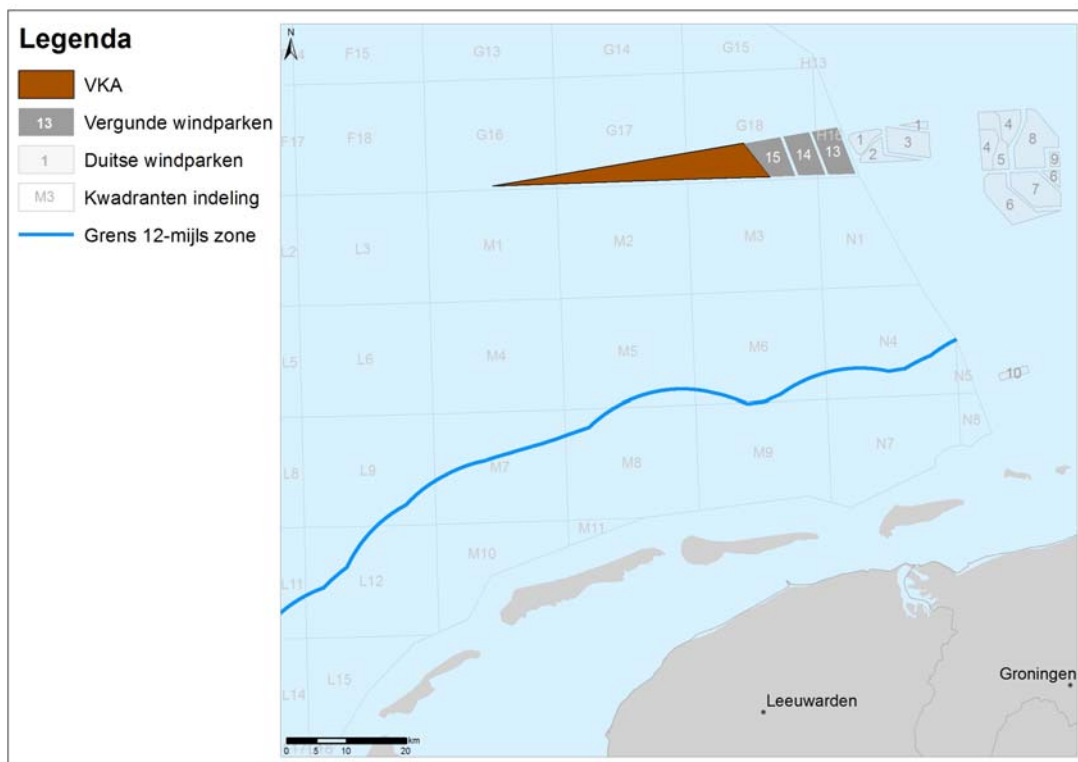 Legenda
VKA
13 Vergunde windparken
1 Duitse windparken
M3 Kwadranten indeling
Grens 12-mijls zone
N
F15 G13 G14 G15
H13
F17 F18 G16 G17 G18 H16
15 14 13
1 2 3 1
4 4 5 8 9 6 7 6
L2 L3 M1 M2 M3 N1
L5 L6 M4 M5 M6 N4
N5 10
L8 L9 M7 M8 M9 N7 N8
M10 M11
L11 L12
L14 L15
Groningen
Leeuwarden
km
0 5 10 20